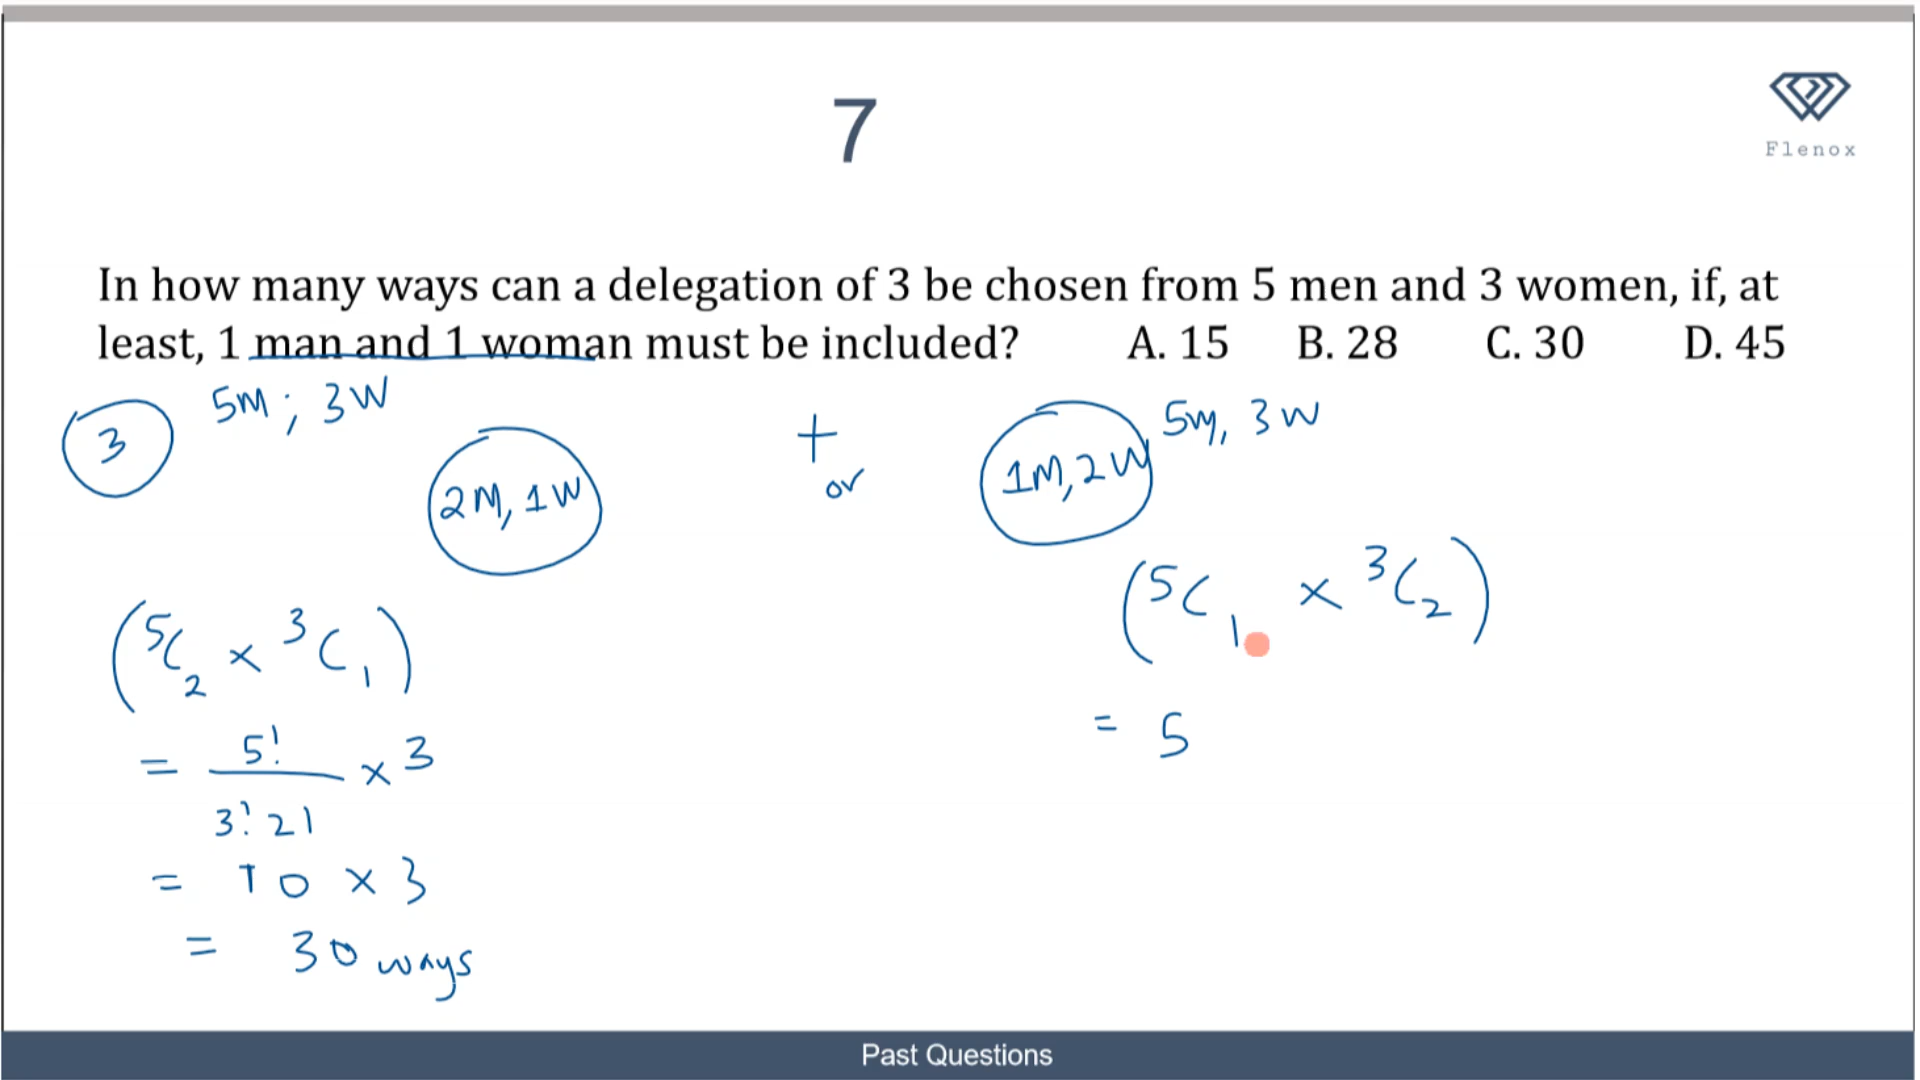 7
Flenox
In how many ways can a delegation of 3 be chosen from 5 men and 3 women, if, at
least, 1 man and 1 woman must be included? A. 15 B. 28 C. 30 D. 45
3 5M; 3W
2M, 1W
+
or
1M, 2W 5M, 3W
(⁵C₂ × ³C₁)
= 5!/3!2! × 3
= 10 × 3
= 30 ways
(⁵C₁ × ³C₂)
= 5
Past Questions